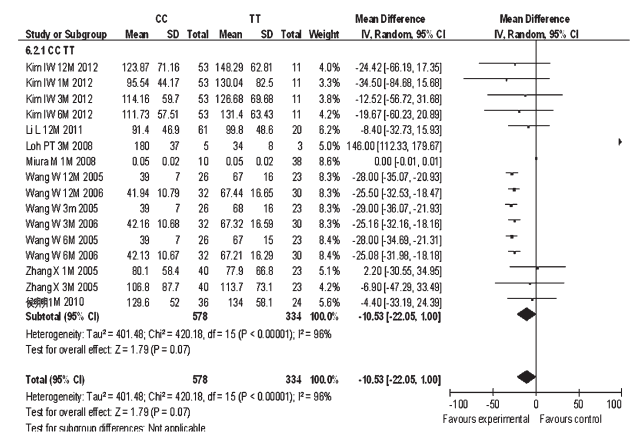 CC TT Mean Difference Mean Difference
Study or Subgroup Mean SD Total Mean SD Total Weight IV, Random, 95% CI IV, Random, 95% CI
6.2.1 CC TT
Kim IW 12M 2012 123.87 71.16 53 148.29 62.81 11 4.0% -24.42 [-66.19, 17.35]
Kim IW 1M 2012 95.54 44.17 53 130.04 82.5 11 3.4% -34.50 [-84.68, 15.68]
Kim IW 3M 2012 114.16 59.7 53 126.68 69.68 11 3.8% -12.52 [-56.72, 31.68]
Kim IW 6M 2012 111.73 57.51 53 131.4 63.43 11 4.1% -19.67 [-60.23, 20.89]
Li L 12M 2011 91.4 46.9 61 99.8 48.6 20 5.9% -8.40 [-32.73, 15.93]
Loh PT 3M 2008 180 37 5 34 8 3 4.7% 146.00 [112.33, 179.67]
Miura M 1M 2008 0.05 0.02 10 0.05 0.02 38 8.5% 0.00 [-0.01, 0.01]
Wang W 12M 2005 39 7 26 67 16 23 8.3% -28.00 [-35.07, -20.93]
Wang W 12M 2006 41.94 10.79 32 67.44 16.65 30 8.3% -25.50 [-32.53, -18.47]
Wang W 3m 2005 39 7 26 68 16 23 8.3% -29.00 [-36.07, -21.93]
Wang W 3M 2006 42.16 10.68 32 67.32 16.59 30 8.3% -25.16 [-32.16, -18.16]
Wang W 6M 2005 39 7 26 67 15 23 8.3% -28.00 [-34.69, -21.31]
Wang W 6M 2006 42.13 10.67 32 67.21 16.29 30 8.3% -25.08 [-31.98, -18.18]
Zhang X 1M 2005 80.1 58.4 40 77.9 66.8 23 5.0% 2.20 [-30.55, 34.95]
Zhang X 3M 2005 106.8 87.7 40 113.7 73.1 23 4.2% -6.90 [-47.29, 33.49]
1M 2010 129.6 52 36 134 58.1 24 5.4% -4.40 [-33.19, 24.39]
Subtotal (95% CI) 578 334 100.0% -10.53 [-22.05, 1.00]
Heterogeneity: Tau² = 401.48; Chi² = 420.18, df = 15 (P < 0.00001); I² = 96%
Test for overall effect: Z = 1.79 (P = 0.07)
Total (95% CI) 578 334 100.0% -10.53 [-22.05, 1.00]
Heterogeneity: Tau² = 401.48; Chi² = 420.18, df = 15 (P < 0.00001); I² = 96%
Test for overall effect: Z = 1.79 (P = 0.07)
Test for subgroup differences: Not applicable
-100 -50 0 50 100
Favours experimental Favours control